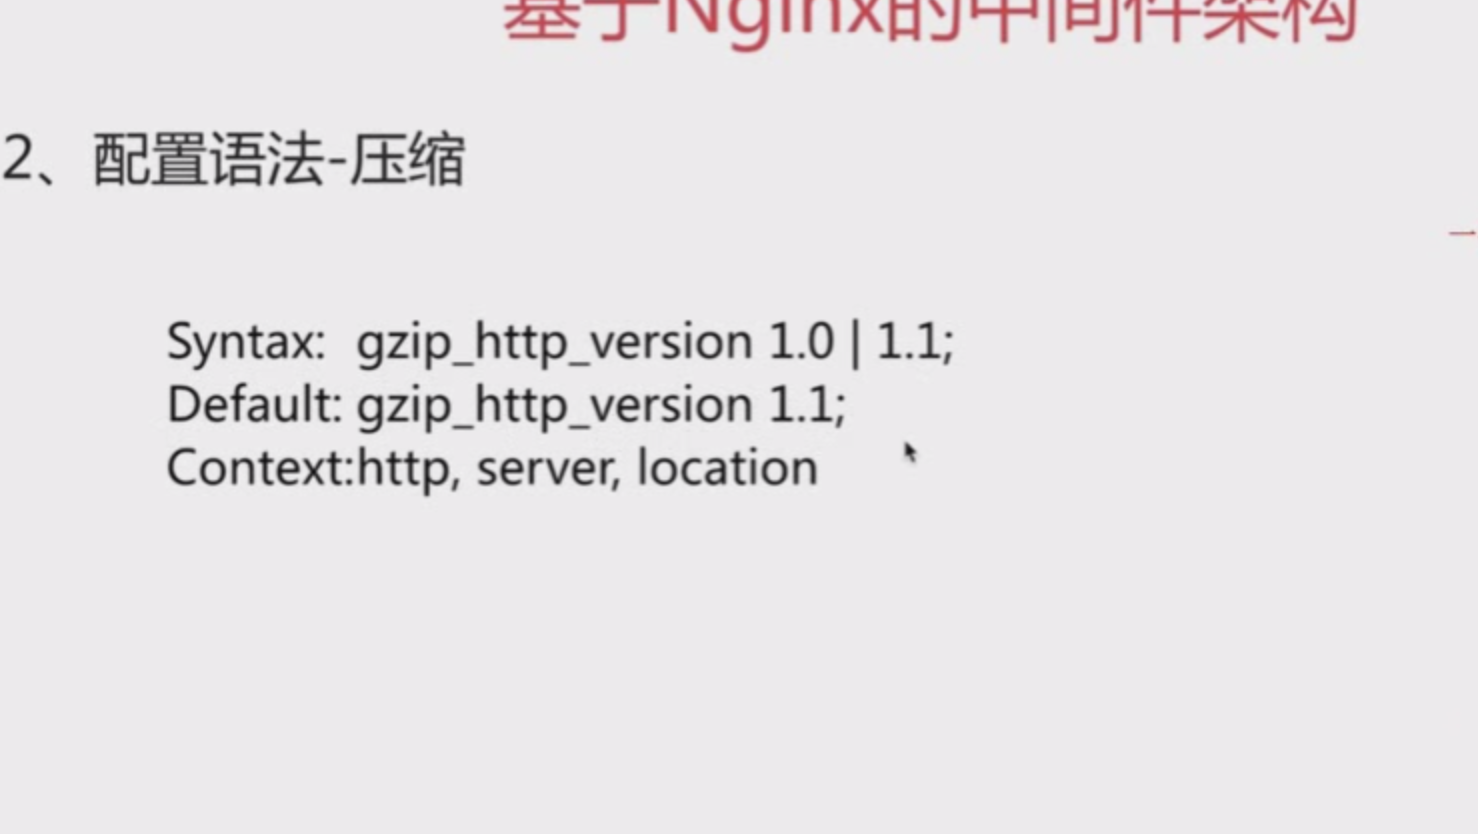 基于Nginx的中间件架构
2、配置语法-压缩
Syntax: gzip_http_version 1.0 | 1.1;
Default: gzip_http_version 1.1;
Context:http, server, location